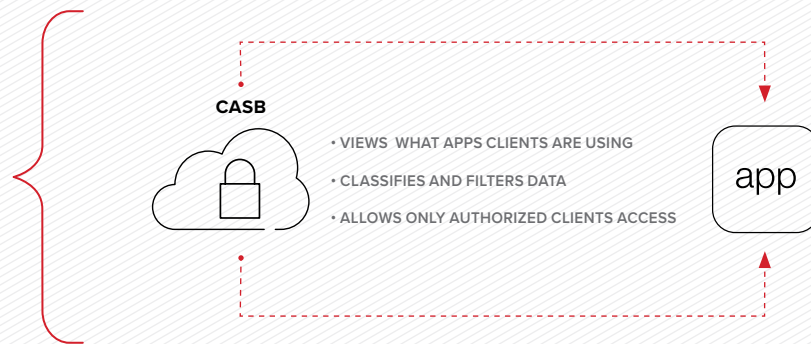 CASB
• VIEWS WHAT APPS CLIENTS ARE USING
• CLASSIFIES AND FILTERS DATA
• ALLOWS ONLY AUTHORIZED CLIENTS ACCESS
app